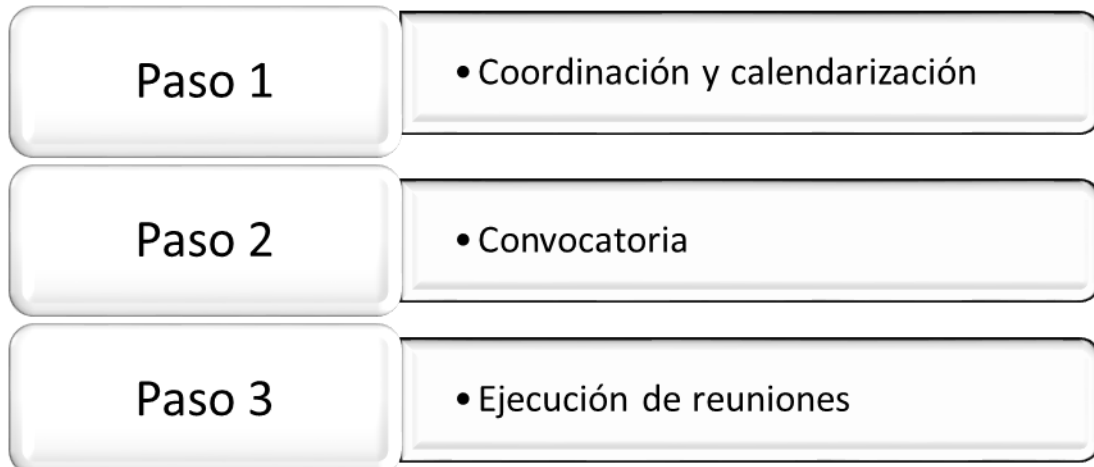 Paso 1
• Coordinación y calendarización
Paso 2
• Convocatoria
Paso 3
• Ejecución de reuniones